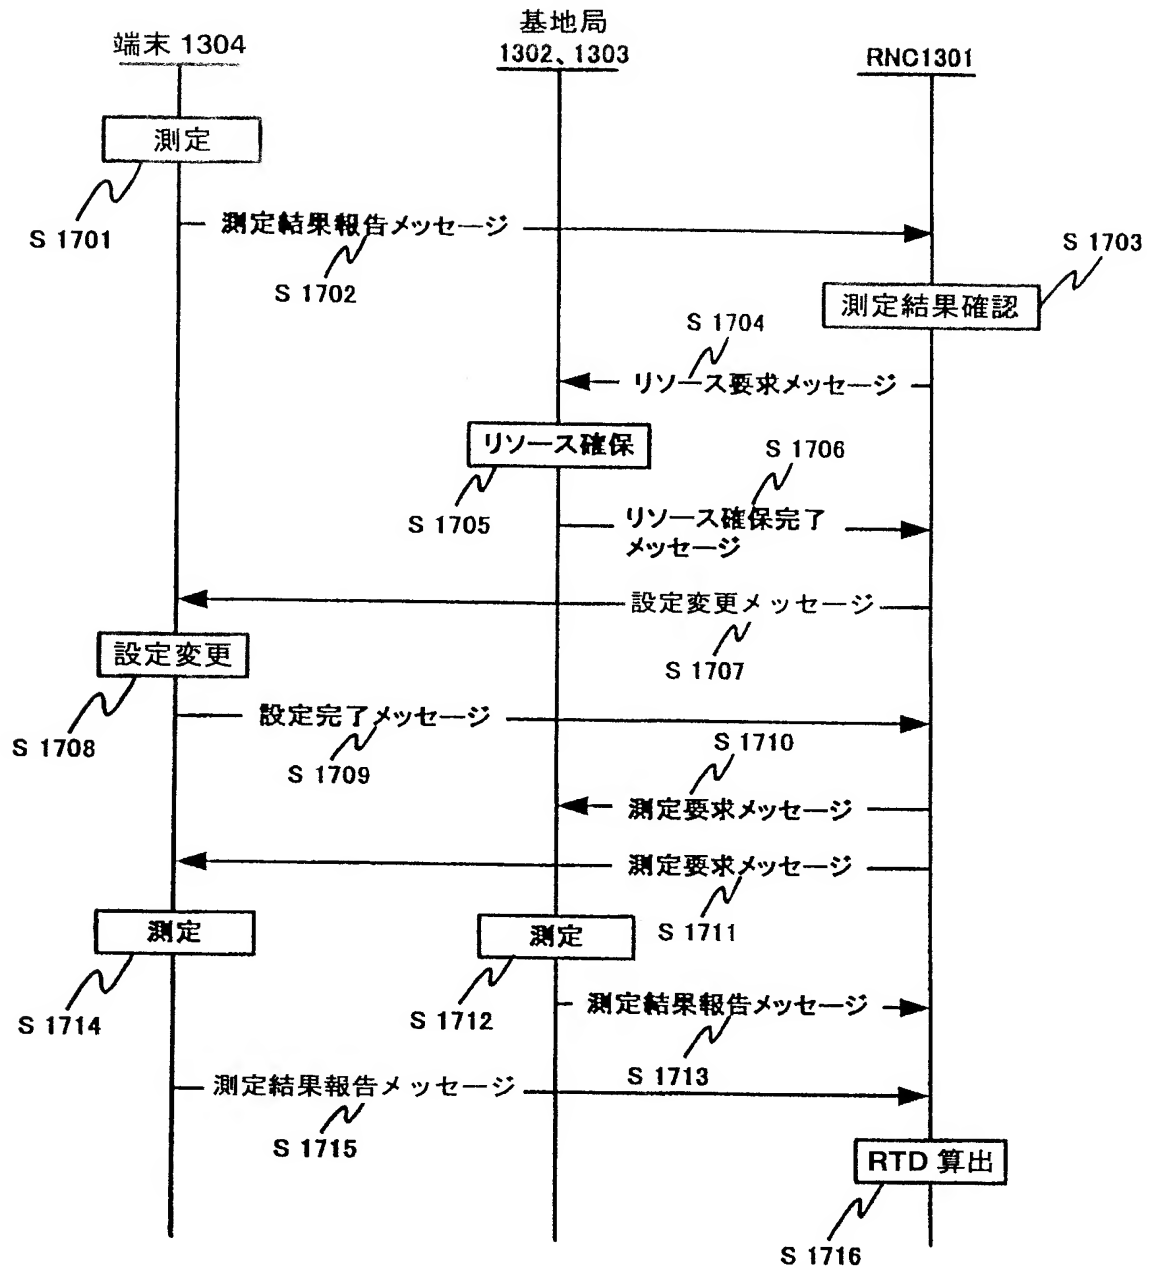 端末 1304
基地局
1302、1303
RNC1301
測定
S 1701
測定結果報告メッセージ
S 1702
S 1703
測定結果確認
S 1704
リソース要求メッセージ
リソース確保
S 1705
S 1706
リソース確保完了
メッセージ
設定変更メッセージ
S 1707
設定変更
S 1708
設定完了メッセージ
S 1709
S 1710
測定要求メッセージ
測定要求メッセージ
S 1711
測定
S 1714
測定
S 1712
測定結果報告メッセージ
S 1713
測定結果報告メッセージ
S 1715
RTD 算出
S 1716